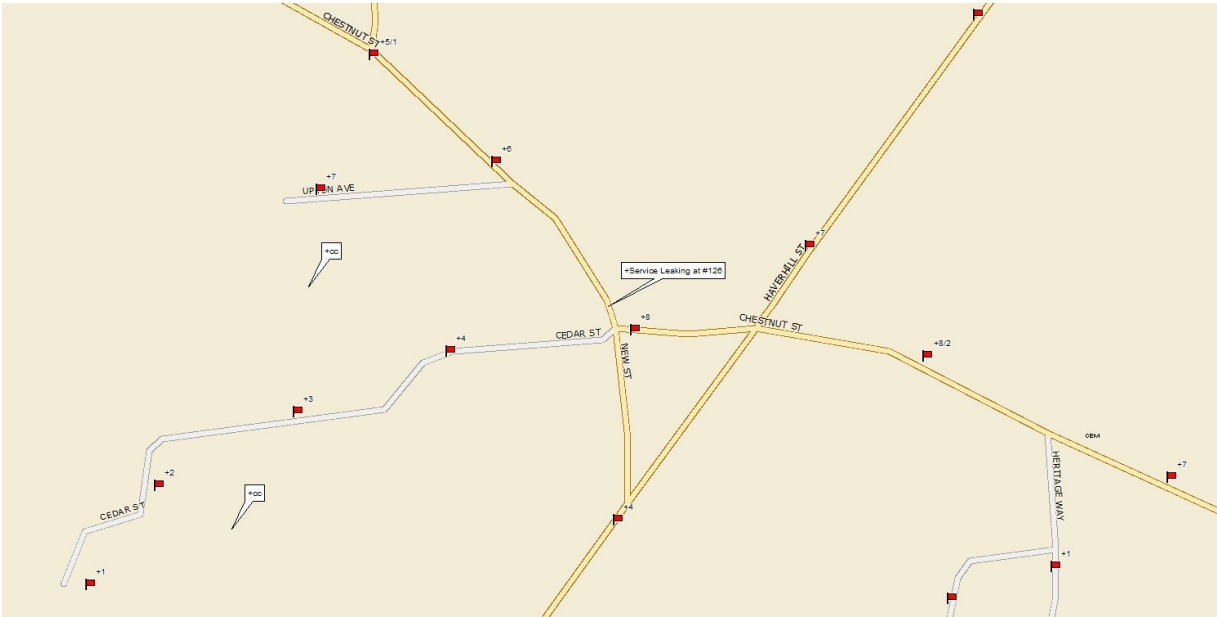 CHESTNUT ST
+5/1
+6
+7
UPTON AVE
+cc
+7
HAVERHILL ST
+Service Leaking at #126
+8
CHESTNUT ST
CEDAR ST
+4
NEW ST
+8/2
+3
CEM
+7
HERITAGE WAY
+2
+cc
CEDAR ST
+4
+1
+1